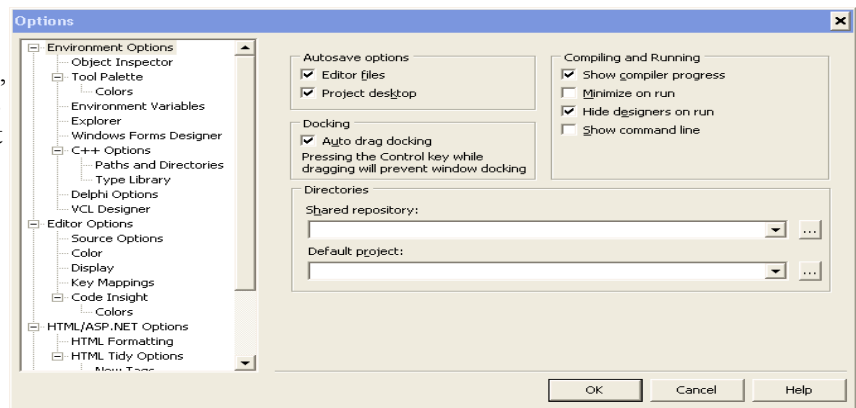 Options
Environment Options
Object Inspector
Tool Palette
Colors
Environment Variables
Explorer
Windows Forms Designer
C++ Options
Paths and Directories
Type Library
Delphi Options
VCL Designer
Editor Options
Source Options
Color
Display
Key Mappings
Code Insight
Colors
HTML/ASP.NET Options
HTML Formatting
HTML Tidy Options
New Tags
Autosave options
Editor files
Project desktop
Docking
Auto drag docking
Pressing the Control key while
dragging will prevent window docking
Compiling and Running
Show compiler progress
Minimize on run
Hide designers on run
Show command line
Directories
Shared repository:
...
Default project:
...
OK
Cancel
Help